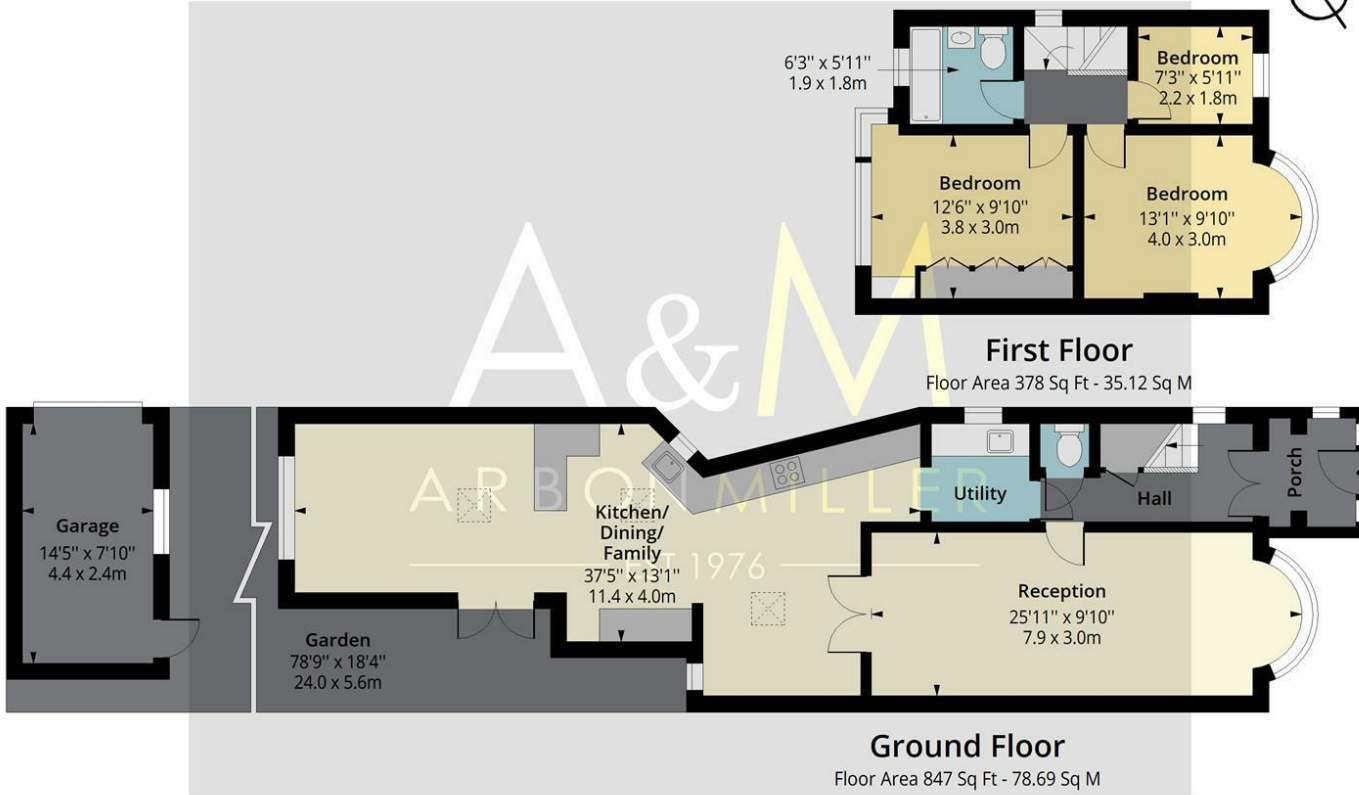 6'3'' x 5'11''
1.9 x 1.8m
Bedroom
7'3'' x 5'11''
2.2 x 1.8m
Bedroom
12'6'' x 9'10''
3.8 x 3.0m
Bedroom
13'1'' x 9'10''
4.0 x 3.0m
First Floor
Floor Area 378 Sq Ft - 35.12 Sq M
A&M
ARBON MILLER
EST 1976
Garage
14'5'' x 7'10''
4.4 x 2.4m
Garden
78'9'' x 18'4''
24.0 x 5.6m
Kitchen/
Dining/
Family
37'5'' x 13'1''
11.4 x 4.0m
Utility
Hall
Porch
Reception
25'11'' x 9'10''
7.9 x 3.0m
Ground Floor
Floor Area 847 Sq Ft - 78.69 Sq M